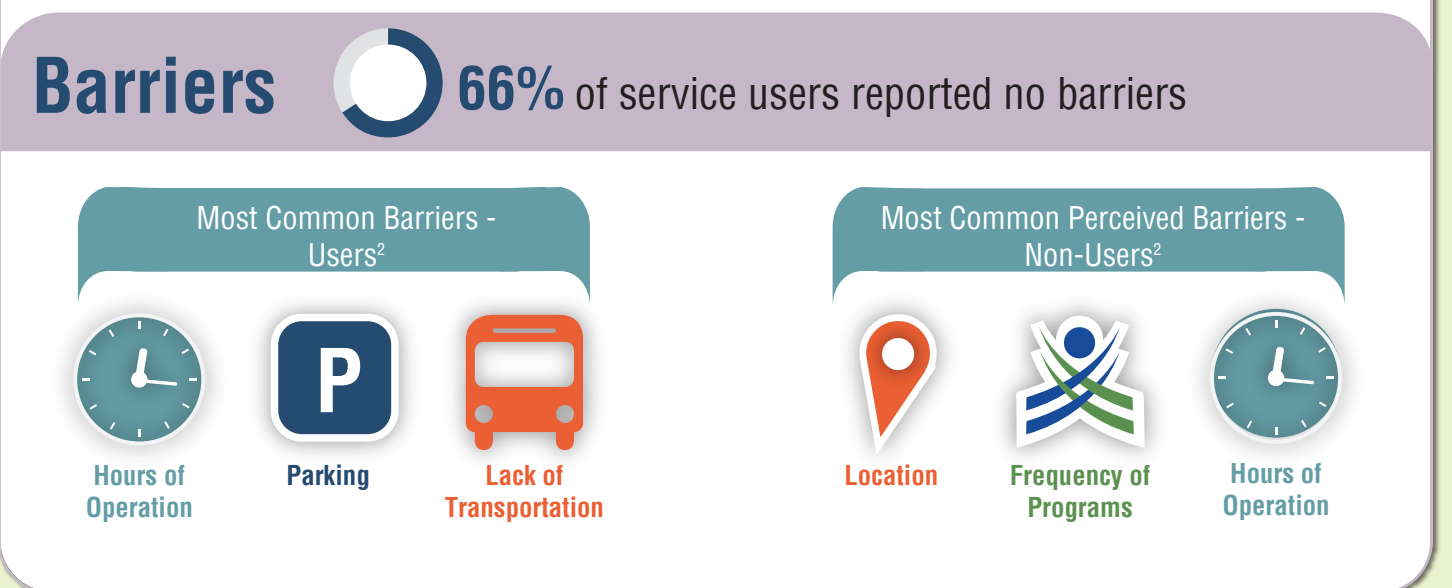 Barriers
66% of service users reported no barriers
Most Common Barriers -
Users²
P
Hours of
Operation
Parking
Lack of
Transportation
Most Common Perceived Barriers -
Non-Users²
Location
Frequency of
Programs
Hours of
Operation